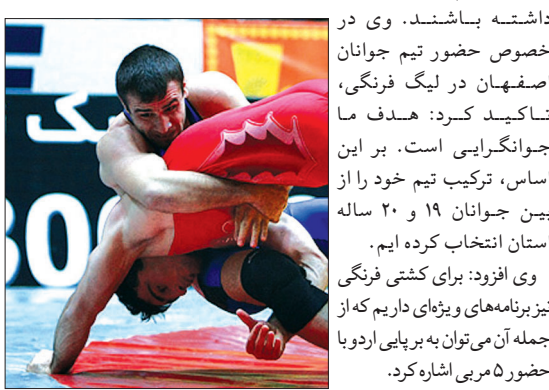 داشته باشند. وی در
خصوص حضور تیم جوانان
اصفهان در لیگ فرنگی،
تاکید کرد: هدف ما
جوانگرایی است. بر این
اساس، ترکیب تیم خود را از
بین جوانان ۱۹ و ۲۰ ساله
استان انتخاب کرده ایم.
وی افزود: برای کشتی فرنگی
نیز برنامه‌های ویژه‌ای داریم که از
جمله آن می‌توان به برپایی اردو با
حضور ۵ مربی اشاره کرد.